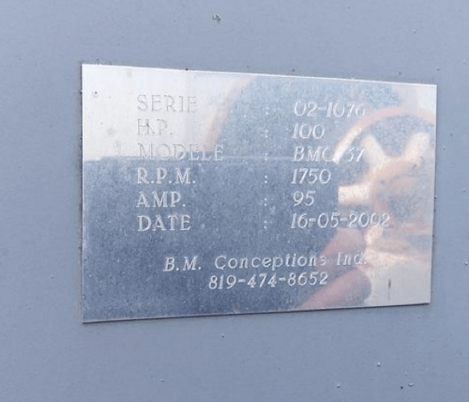 SERIE : 02-1076
H.P. : 100
MODELE :
R.P.M. : 1750
AMP. : 95
DATE : 16-05-2002
B.M. Conceptions Inc.
819-474-8652